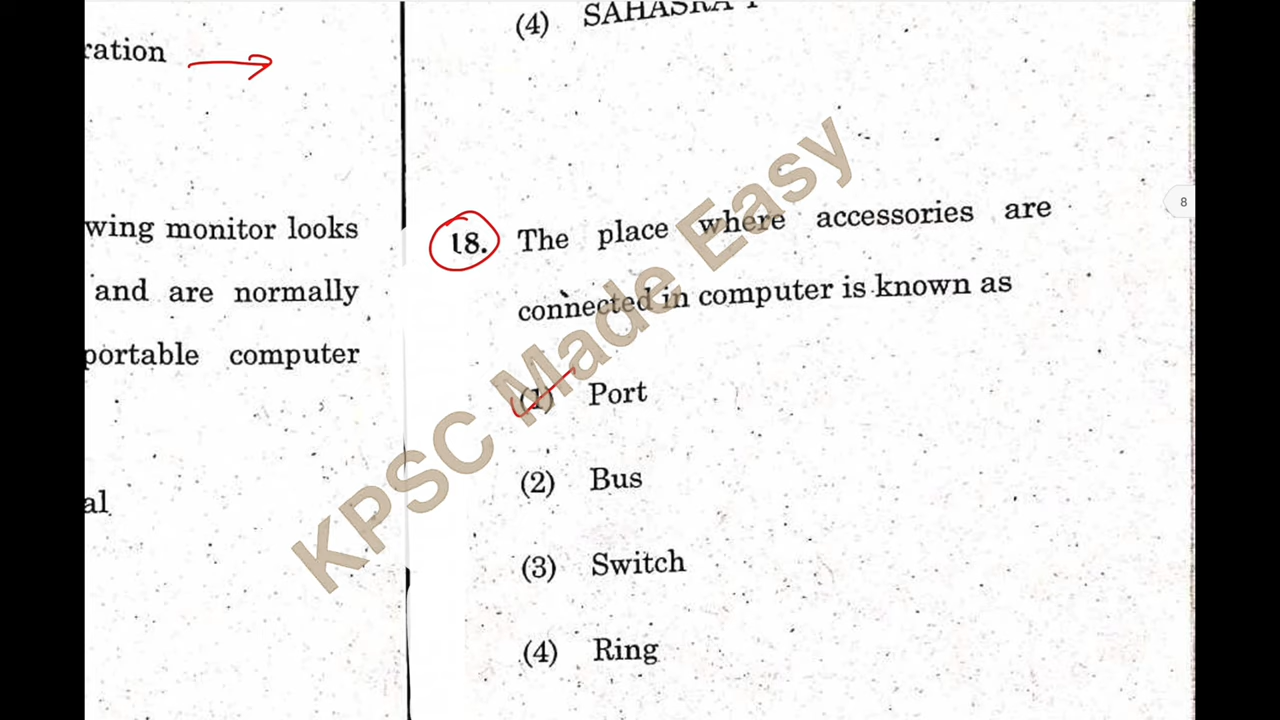 ration
wing monitor looks
and are normally
portable computer
al
(4) SAHASRA
18. The place where accessories are
connected in computer is known as
(1) Port
(2) Bus
(3) Switch
(4) Ring
KPSC Made Easy
8